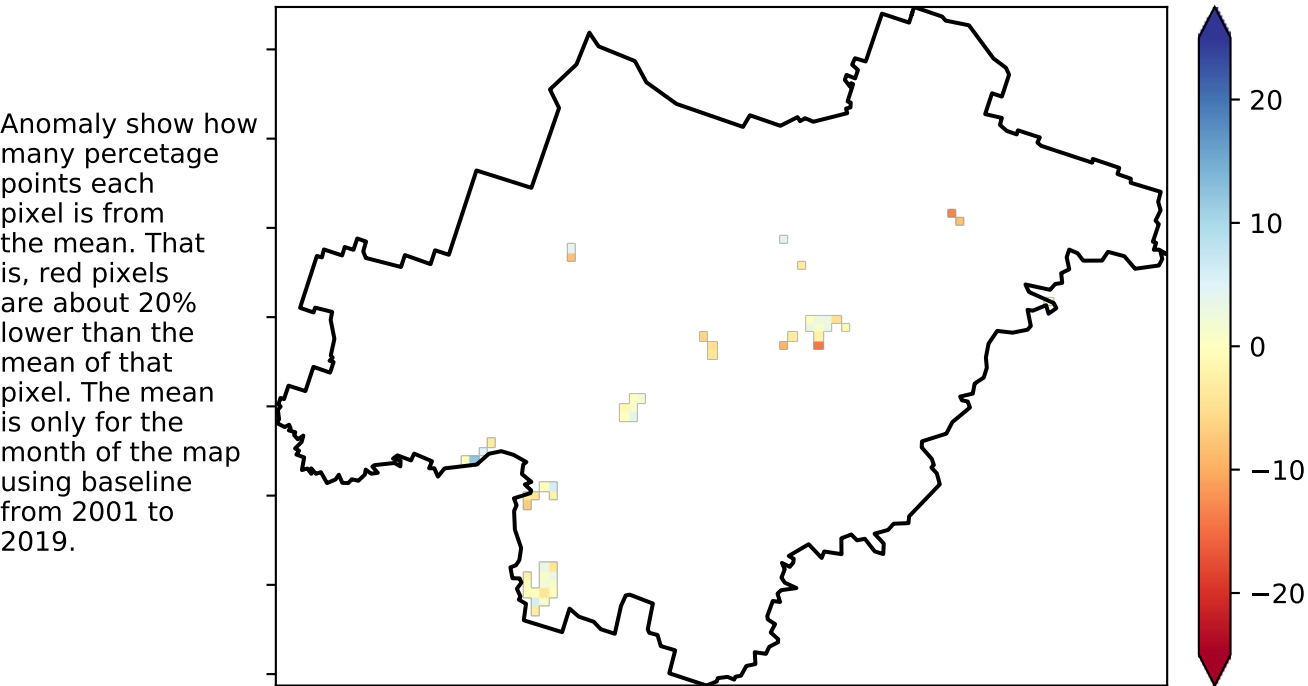 Anomaly show how
many percetage
points each
pixel is from
the mean. That
is, red pixels
are about 20%
lower than the
mean of that
pixel. The mean
is only for the
month of the map
using baseline
from 2001 to
2019.
20
10
0
−10
−20